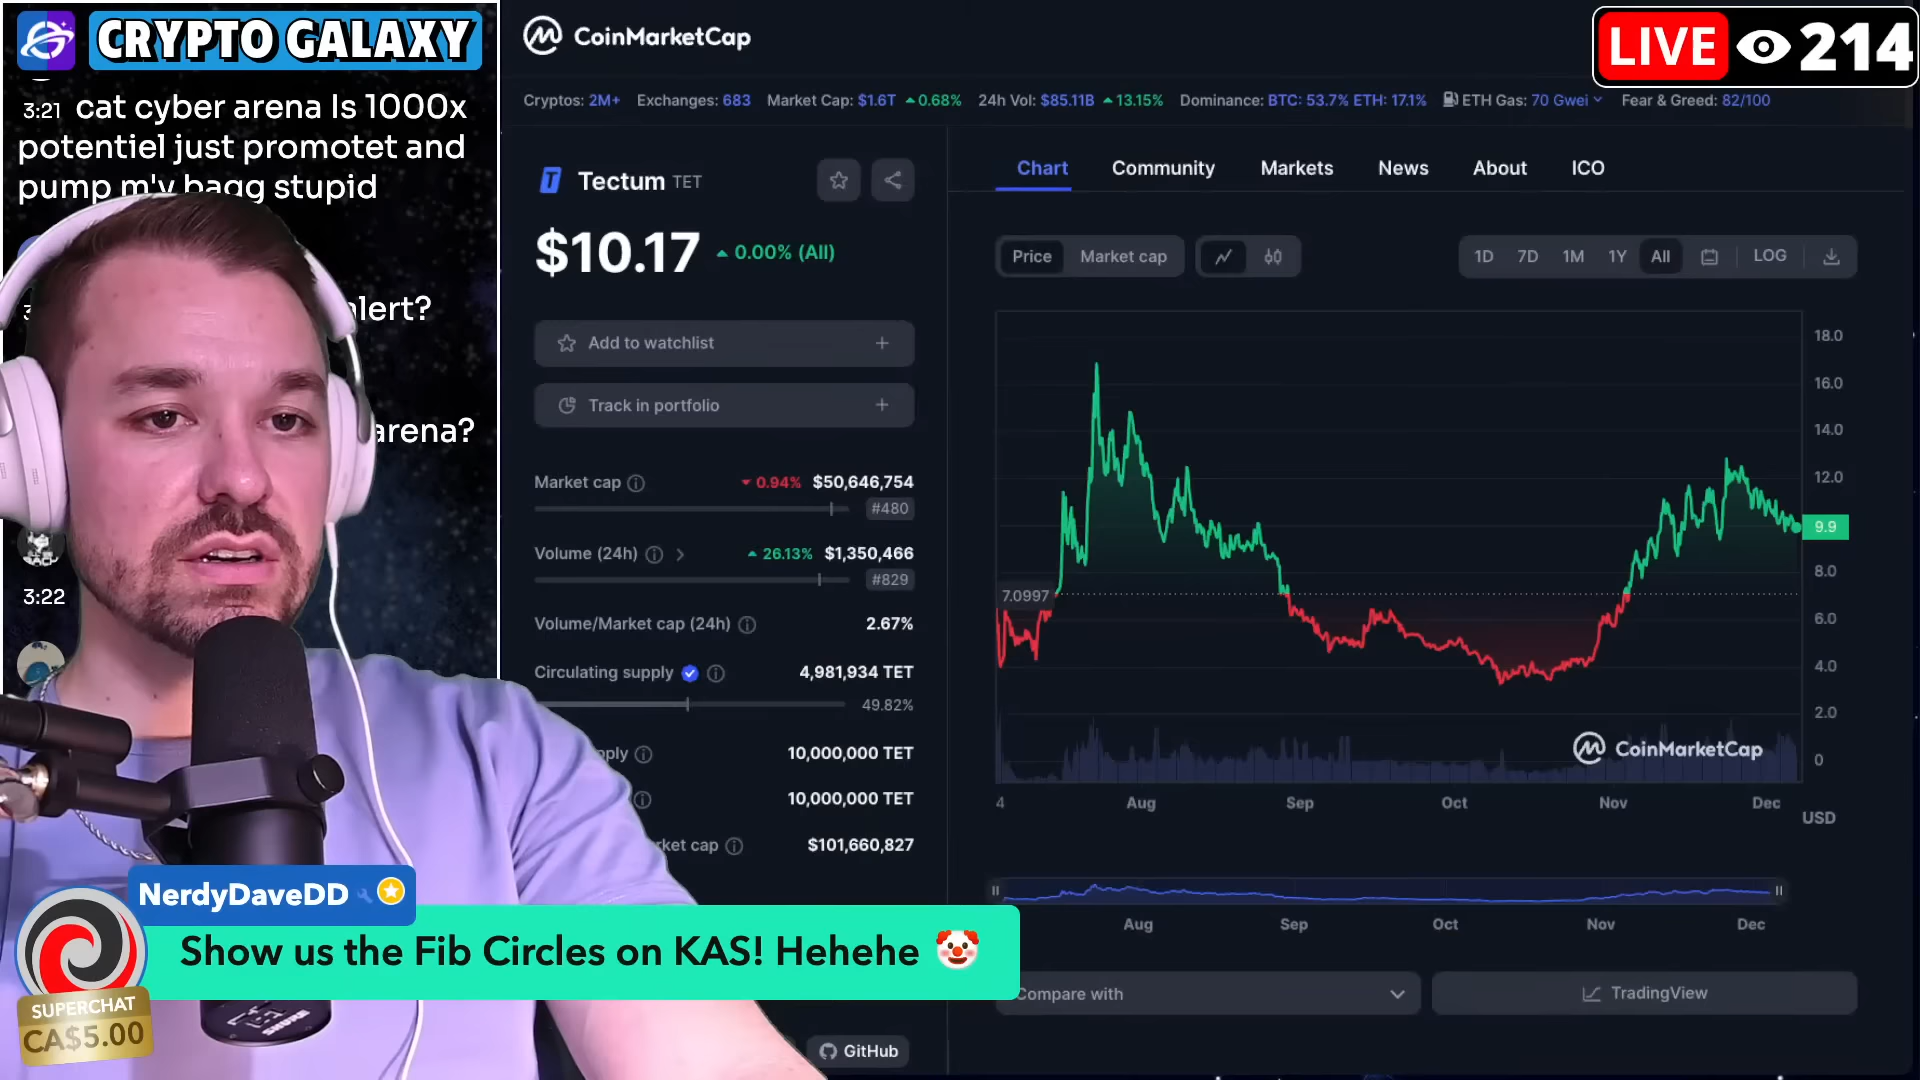 CRYPTO GALAXY
3:21 cat cyber arena Is 1000x
potentiel just promotet and
pump m'y bagg stupid
alert?
arena?
3:22
NerdyDaveDD
Show us the Fib Circles on KAS! Hehehe 🤡
SUPERCHAT
CA$5.00
CoinMarketCap
LIVE 214
Cryptos: 2M+ Exchanges: 683 Market Cap: $1.6T 0.68% 24h Vol: $85.11B 13.15% Dominance: BTC: 53.7% ETH: 17.1% ETH Gas: 70 Gwei Fear & Greed: 82/100
Tectum TET
$10.17 0.00% (All)
Add to watchlist +
Track in portfolio +
Market cap 0.94% $50,646,754
#480
Volume (24h) 26.13% $1,350,466
#829
Volume/Market cap (24h) 2.67%
Circulating supply 4,981,934 TET
49.82%
pply 10,000,000 TET
10,000,000 TET
rket cap $101,660,827
GitHub
Chart Community Markets News About ICO
Price Market cap 1D 7D 1M 1Y All LOG
18.0
16.0
14.0
12.0
9.9
8.0
7.0997
6.0
4.0
2.0
CoinMarketCap
0
4 Aug Sep Oct Nov Dec
USD
Aug Sep Oct Nov Dec
Compare with TradingView